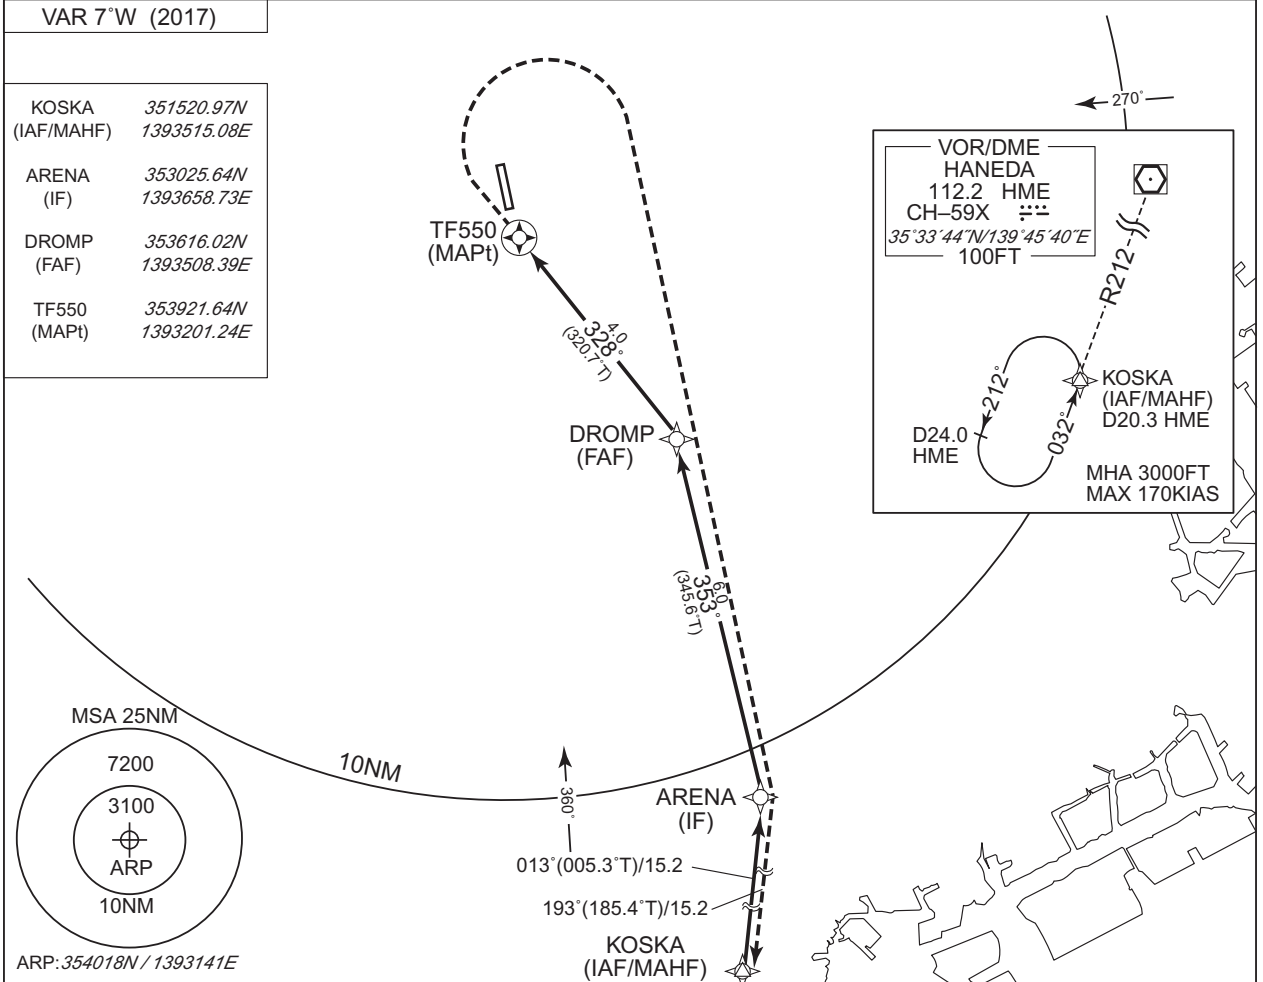 VAR 7°W (2017)
KOSKA 351520.97N
(IAF/MAHF) 1393515.08E
ARENA 353025.64N
(IF) 1393658.73E
DROMP 353616.02N
(FAF) 1393508.39E
TF550 353921.64N
(MAPt) 1393201.24E
270°
VOR/DME
HANEDA
112.2 HME
CH–59X
35°33′44″N/139°45′40″E
100FT
R212
212°
032°
KOSKA
(IAF/MAHF)
D20.3 HME
D24.0
HME
MHA 3000FT
MAX 170KIAS
TF550
(MAPt)
4.0
328°
(320.7°T)
DROMP
(FAF)
6.0
353°
(345.6°T)
10NM
360°
ARENA
(IF)
013°(005.3°T)/15.2
193°(185.4°T)/15.2
KOSKA
(IAF/MAHF)
MSA 25NM
7200
3100
ARP
10NM
ARP:354018N / 1393141E